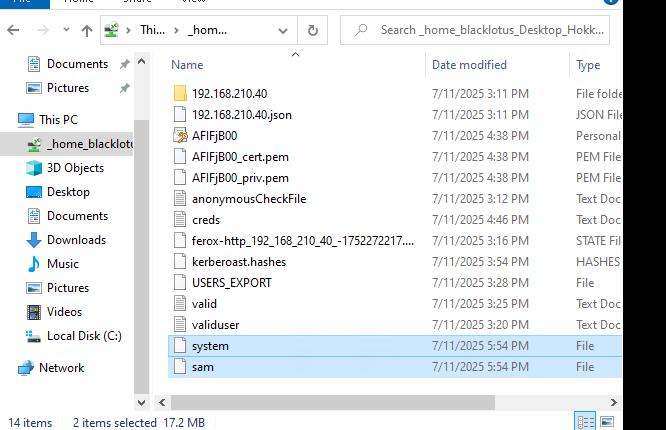 File
Home
Share
View
Thi...
_hom...
Search _home_blacklotus_Desktop_Hokk...
Documents
Pictures
This PC
_home_blacklotu
3D Objects
Desktop
Documents
Downloads
Music
Pictures
Videos
Local Disk (C:)
Network
Name Date modified Type
192.168.210.40 7/11/2025 3:11 PM File folde
192.168.210.40.json 7/11/2025 3:11 PM JSON File
AFIFjB00 7/11/2025 4:38 PM Personal
AFIFjB00_cert.pem 7/11/2025 4:38 PM PEM File
AFIFjB00_priv.pem 7/11/2025 4:38 PM PEM File
anonymousCheckFile 7/11/2025 3:12 PM Text Doc
creds 7/11/2025 4:46 PM Text Doc
ferox-http_192_168_210_40_-1752272217.... 7/11/2025 3:16 PM STATE Fil
kerberoast.hashes 7/11/2025 3:54 PM HASHES
USERS_EXPORT 7/11/2025 3:28 PM File
valid 7/11/2025 3:25 PM Text Doc
validuser 7/11/2025 3:20 PM Text Doc
system 7/11/2025 5:54 PM File
sam 7/11/2025 5:54 PM File
14 items 2 items selected 17.2 MB